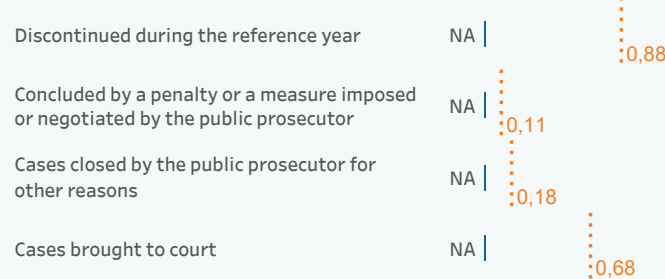 Discontinued during the reference year NA
0,88
Concluded by a penalty or a measure imposed
or negotiated by the public prosecutor NA
0,11
Cases closed by the public prosecutor for
other reasons NA
0,18
Cases brought to court NA
0,68